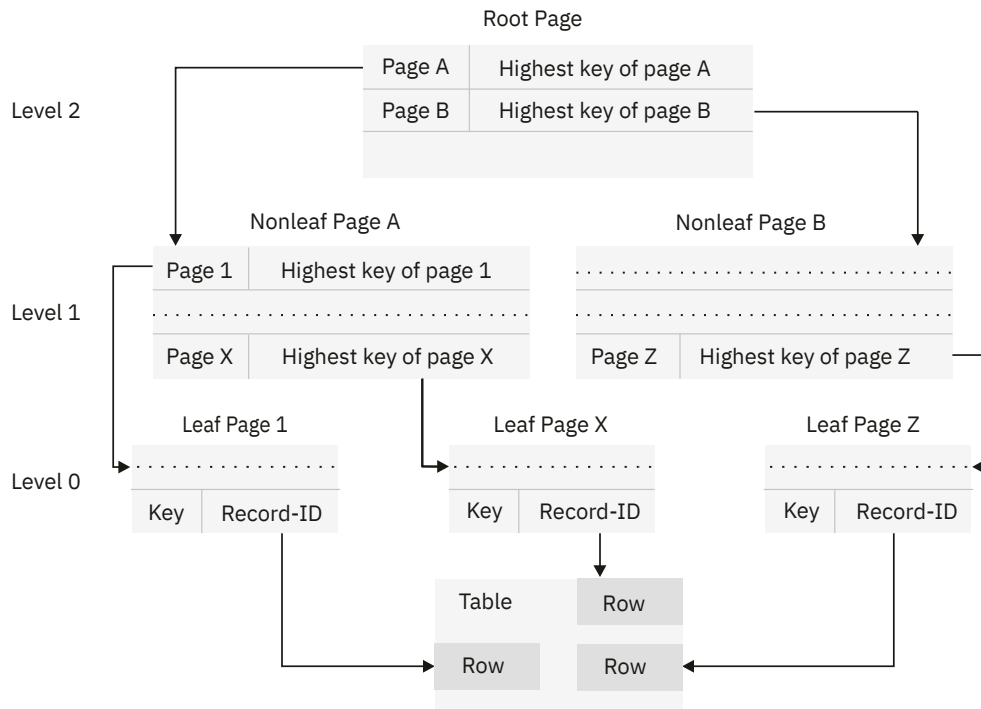 Root Page
Page A Highest key of page A
Level 2
Page B Highest key of page B
Nonleaf Page A
Nonleaf Page B
Page 1 Highest key of page 1
Level 1
Page X Highest key of page X
Page Z Highest key of page Z
Leaf Page 1
Leaf Page X
Leaf Page Z
Level 0
Key Record-ID
Key Record-ID
Key Record-ID
Table
Row
Row
Row